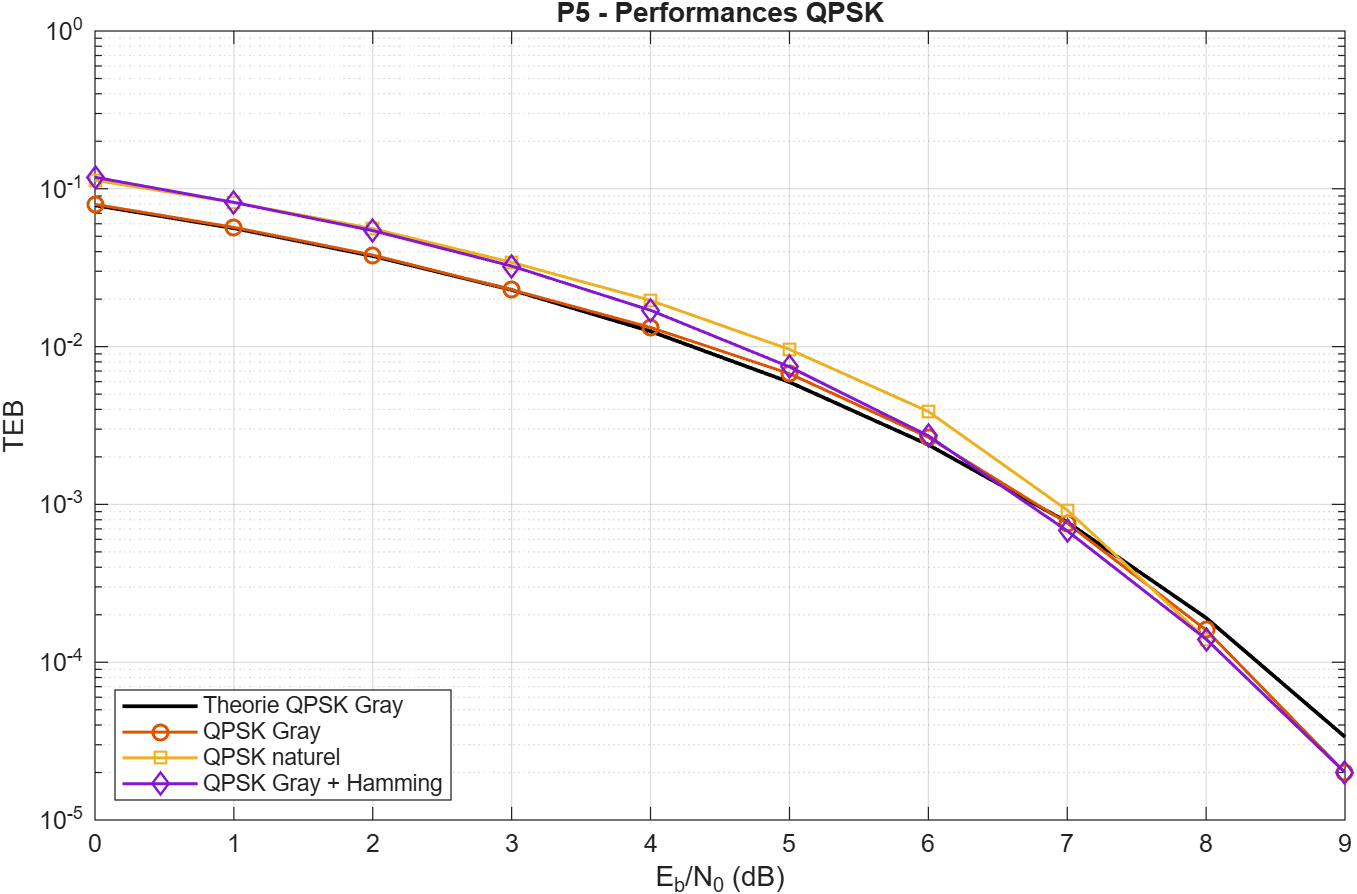 P5 - Performances QPSK
10^0
10^-1
10^-2
10^-3
10^-4
10^-5
TEB
Theorie QPSK Gray
QPSK Gray
QPSK naturel
QPSK Gray + Hamming
0 1 2 3 4 5 6 7 8 9
E_b/N_0 (dB)